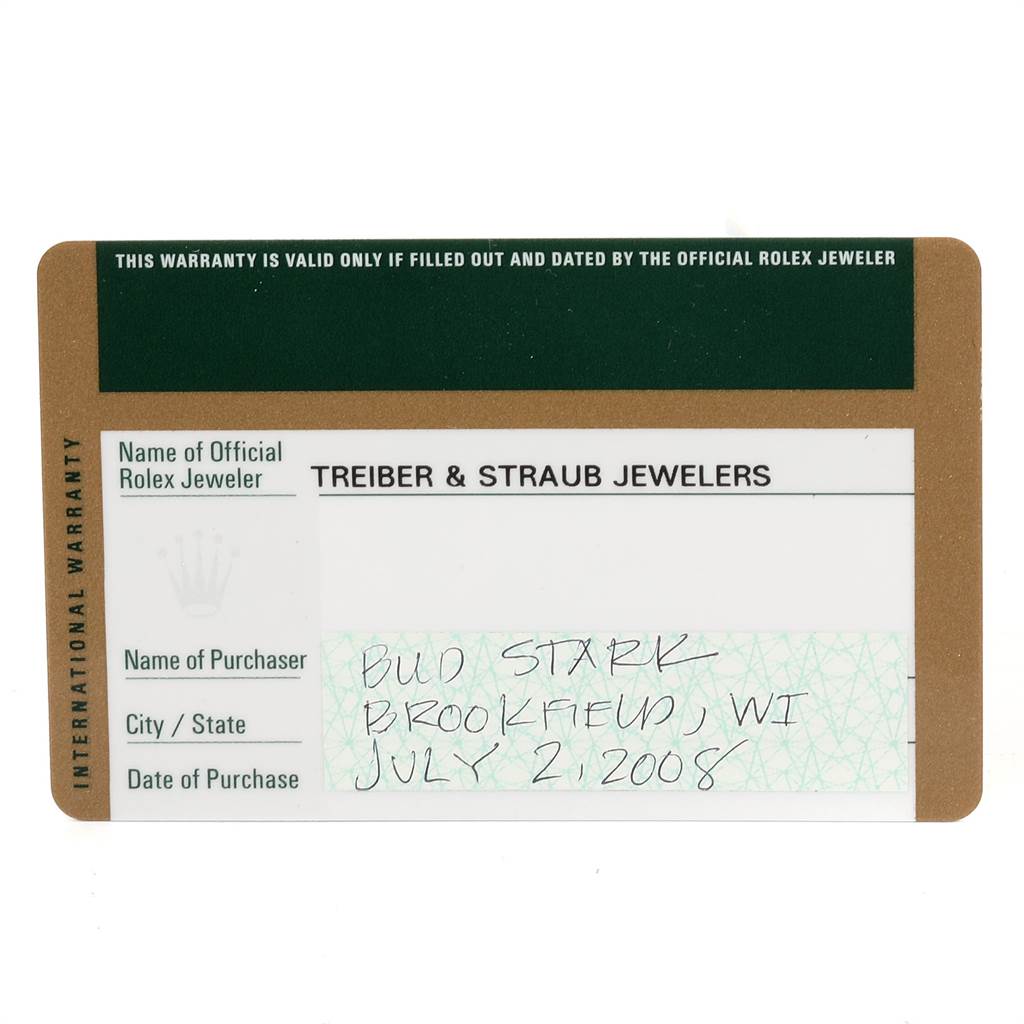 THIS WARRANTY IS VALID ONLY IF FILLED OUT AND DATED BY THE OFFICIAL ROLEX JEWELER
INTERNATIONAL WARRANTY
Name of Official
Rolex Jeweler
TREIBER & STRAUB JEWELERS
Name of Purchaser BUD STARK
City / State BROOKFIELD, WI
Date of Purchase JULY 2, 2008